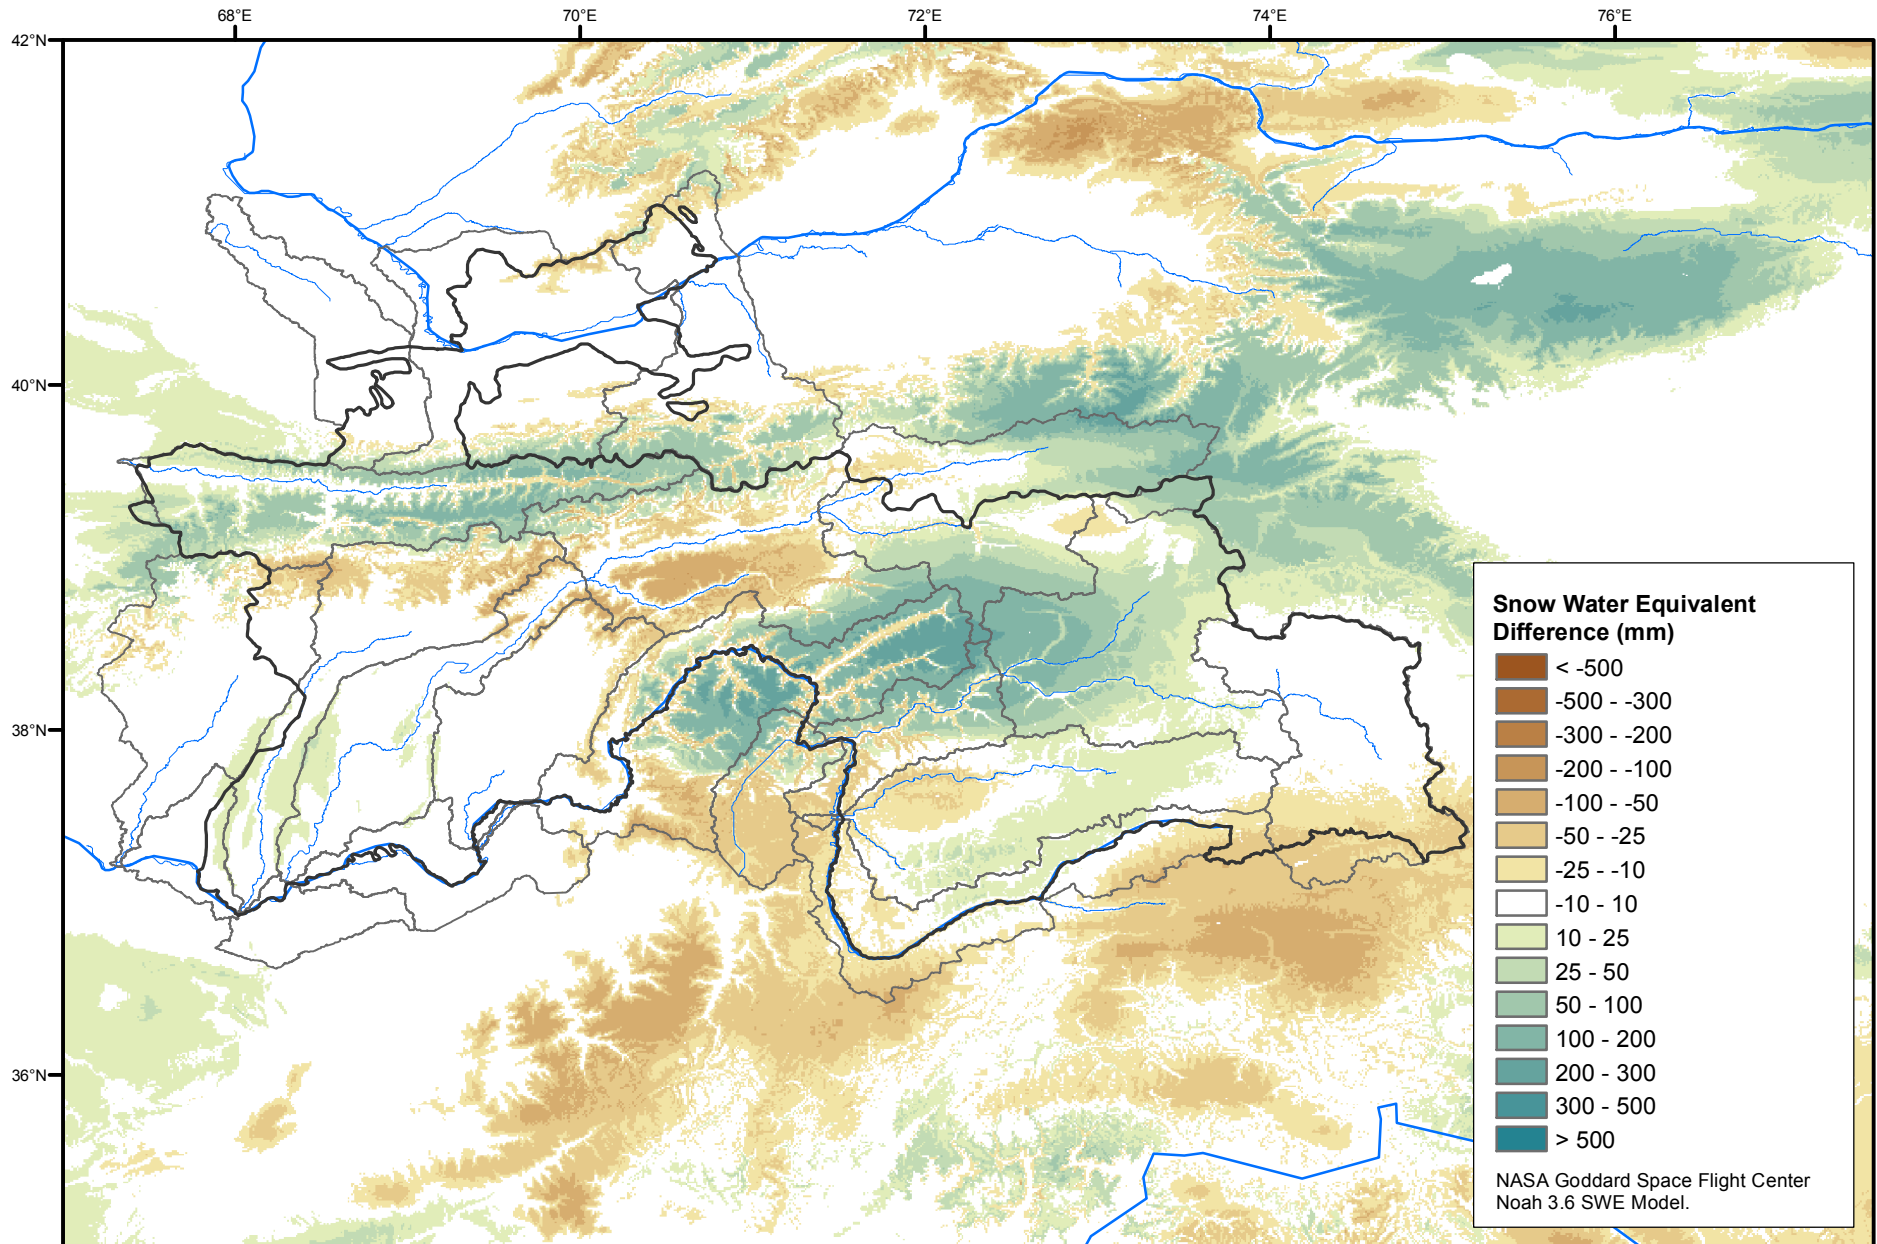 68°E
70°E
72°E
74°E
76°E
42°N
40°N
38°N
36°N
Snow Water Equivalent
Difference (mm)
< -500
-500 - -300
-300 - -200
-200 - -100
-100 - -50
-50 - -25
-25 - -10
-10 - 10
10 - 25
25 - 50
50 - 100
100 - 200
200 - 300
300 - 500
> 500
NASA Goddard Space Flight Center
Noah 3.6 SWE Model.